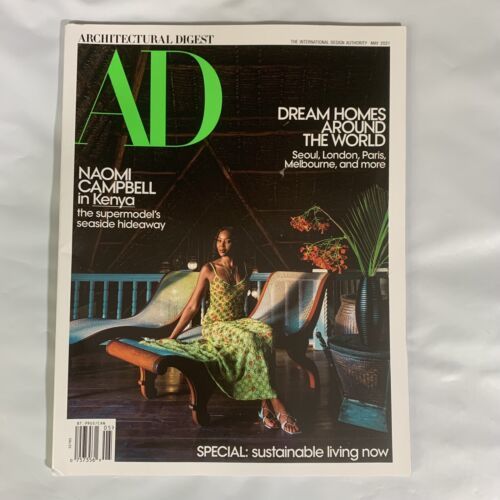 ARCHITECTURAL DIGEST
THE INTERNATIONAL DESIGN AUTHORITY MAY 2021
AD
DREAM HOMES
AROUND
THE WORLD
Seoul, London, Paris,
Melbourne, and more
NAOMI
CAMPBELL
in Kenya
the supermodel's
seaside hideaway
SPECIAL: sustainable living now